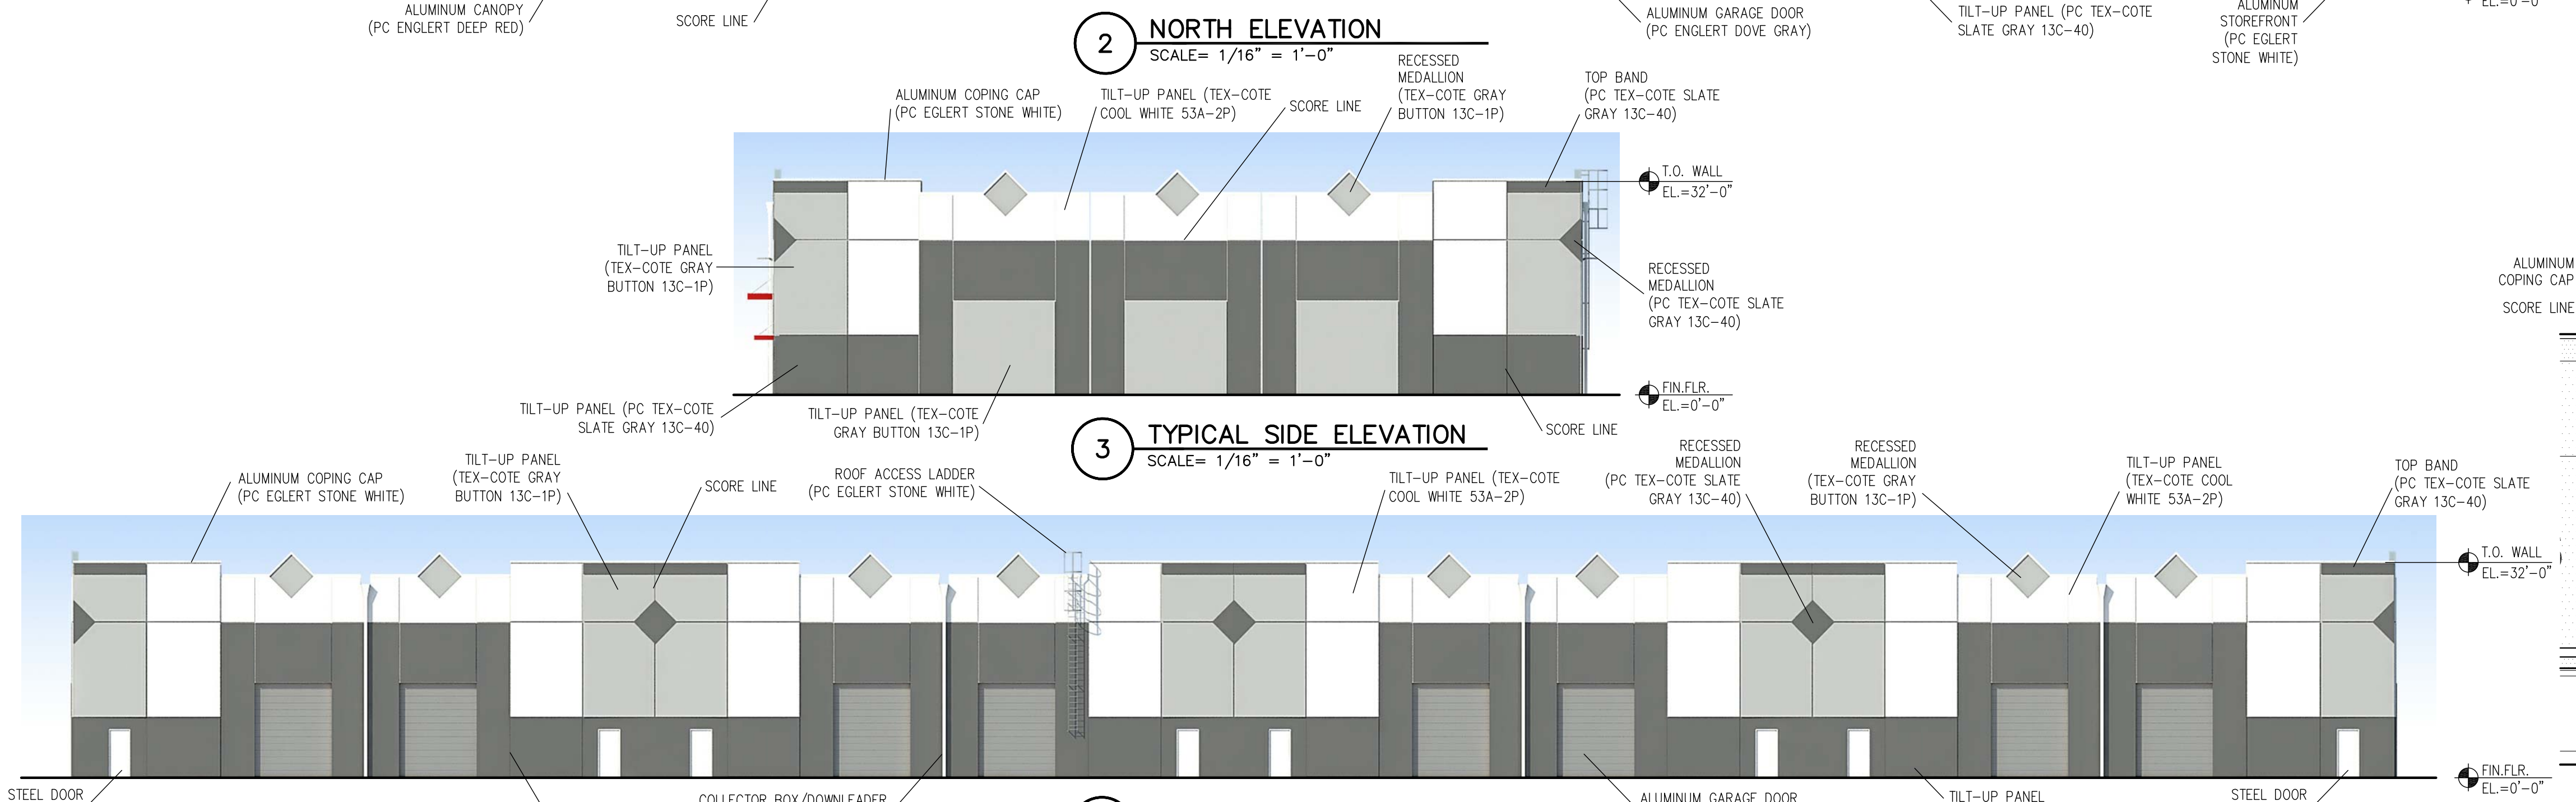 ALUMINUM CANOPY
(PC ENGLERT DEEP RED)
SCORE LINE
2
NORTH ELEVATION
SCALE= 1/16" = 1'-0"
ALUMINUM GARAGE DOOR
(PC ENGLERT DOVE GRAY)
TILT-UP PANEL (PC TEX-COTE
SLATE GRAY 13C-40)
ALUMINUM
STOREFRONT
(PC EGLERT
STONE WHITE)
EL.=0'-0"
ALUMINUM COPING CAP
(PC EGLERT STONE WHITE)
TILT-UP PANEL (TEX-COTE
COOL WHITE 53A-2P)
SCORE LINE
RECESSED
MEDALLION
(TEX-COTE GRAY
BUTTON 13C-1P)
TOP BAND
(PC TEX-COTE SLATE
GRAY 13C-40)
T.O. WALL
EL.=32'-0"
TILT-UP PANEL
(TEX-COTE GRAY
BUTTON 13C-1P)
RECESSED
MEDALLION
(PC TEX-COTE SLATE
GRAY 13C-40)
ALUMINUM
COPING CAP
SCORE LINE
FIN.FLR.
EL.=0'-0"
TILT-UP PANEL (PC TEX-COTE
SLATE GRAY 13C-40)
TILT-UP PANEL (TEX-COTE
GRAY BUTTON 13C-1P)
SCORE LINE
3
TYPICAL SIDE ELEVATION
SCALE= 1/16" = 1'-0"
ALUMINUM COPING CAP
(PC EGLERT STONE WHITE)
TILT-UP PANEL
(TEX-COTE GRAY
BUTTON 13C-1P)
SCORE LINE
ROOF ACCESS LADDER
(PC EGLERT STONE WHITE)
TILT-UP PANEL (TEX-COTE
COOL WHITE 53A-2P)
RECESSED
MEDALLION
(PC TEX-COTE SLATE
GRAY 13C-40)
RECESSED
MEDALLION
(TEX-COTE GRAY
BUTTON 13C-1P)
TILT-UP PANEL
(TEX-COTE COOL
WHITE 53A-2P)
TOP BAND
(PC TEX-COTE SLATE
GRAY 13C-40)
T.O. WALL
EL.=32'-0"
FIN.FLR.
EL.=0'-0"
STEEL DOOR
COLLECTOR BOX/DOWNLEADER
ALUMINUM GARAGE DOOR
TILT-UP PANEL
STEEL DOOR